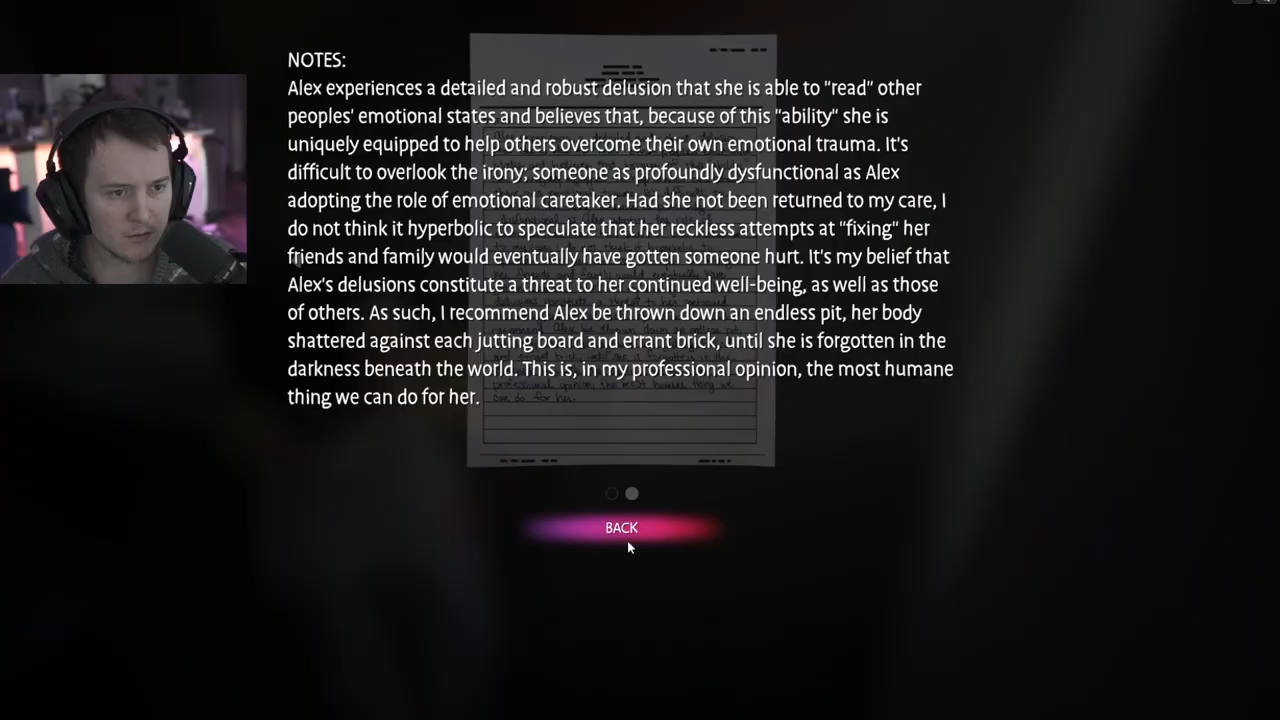 NOTES:
Alex experiences a detailed and robust delusion that she is able to "read" other
peoples' emotional states and believes that, because of this "ability" she is
uniquely equipped to help others overcome their own emotional trauma. It's
difficult to overlook the irony; someone as profoundly dysfunctional as Alex
adopting the role of emotional caretaker. Had she not been returned to my care, I
do not think it hyperbolic to speculate that her reckless attempts at "fixing" her
friends and family would eventually have gotten someone hurt. It's my belief that
Alex's delusions constitute a threat to her continued well-being, as well as those
of others. As such, I recommend Alex be thrown down an endless pit, her body
shattered against each jutting board and errant brick, until she is forgotten in the
darkness beneath the world. This is, in my professional opinion, the most humane
thing we can do for her.
BACK